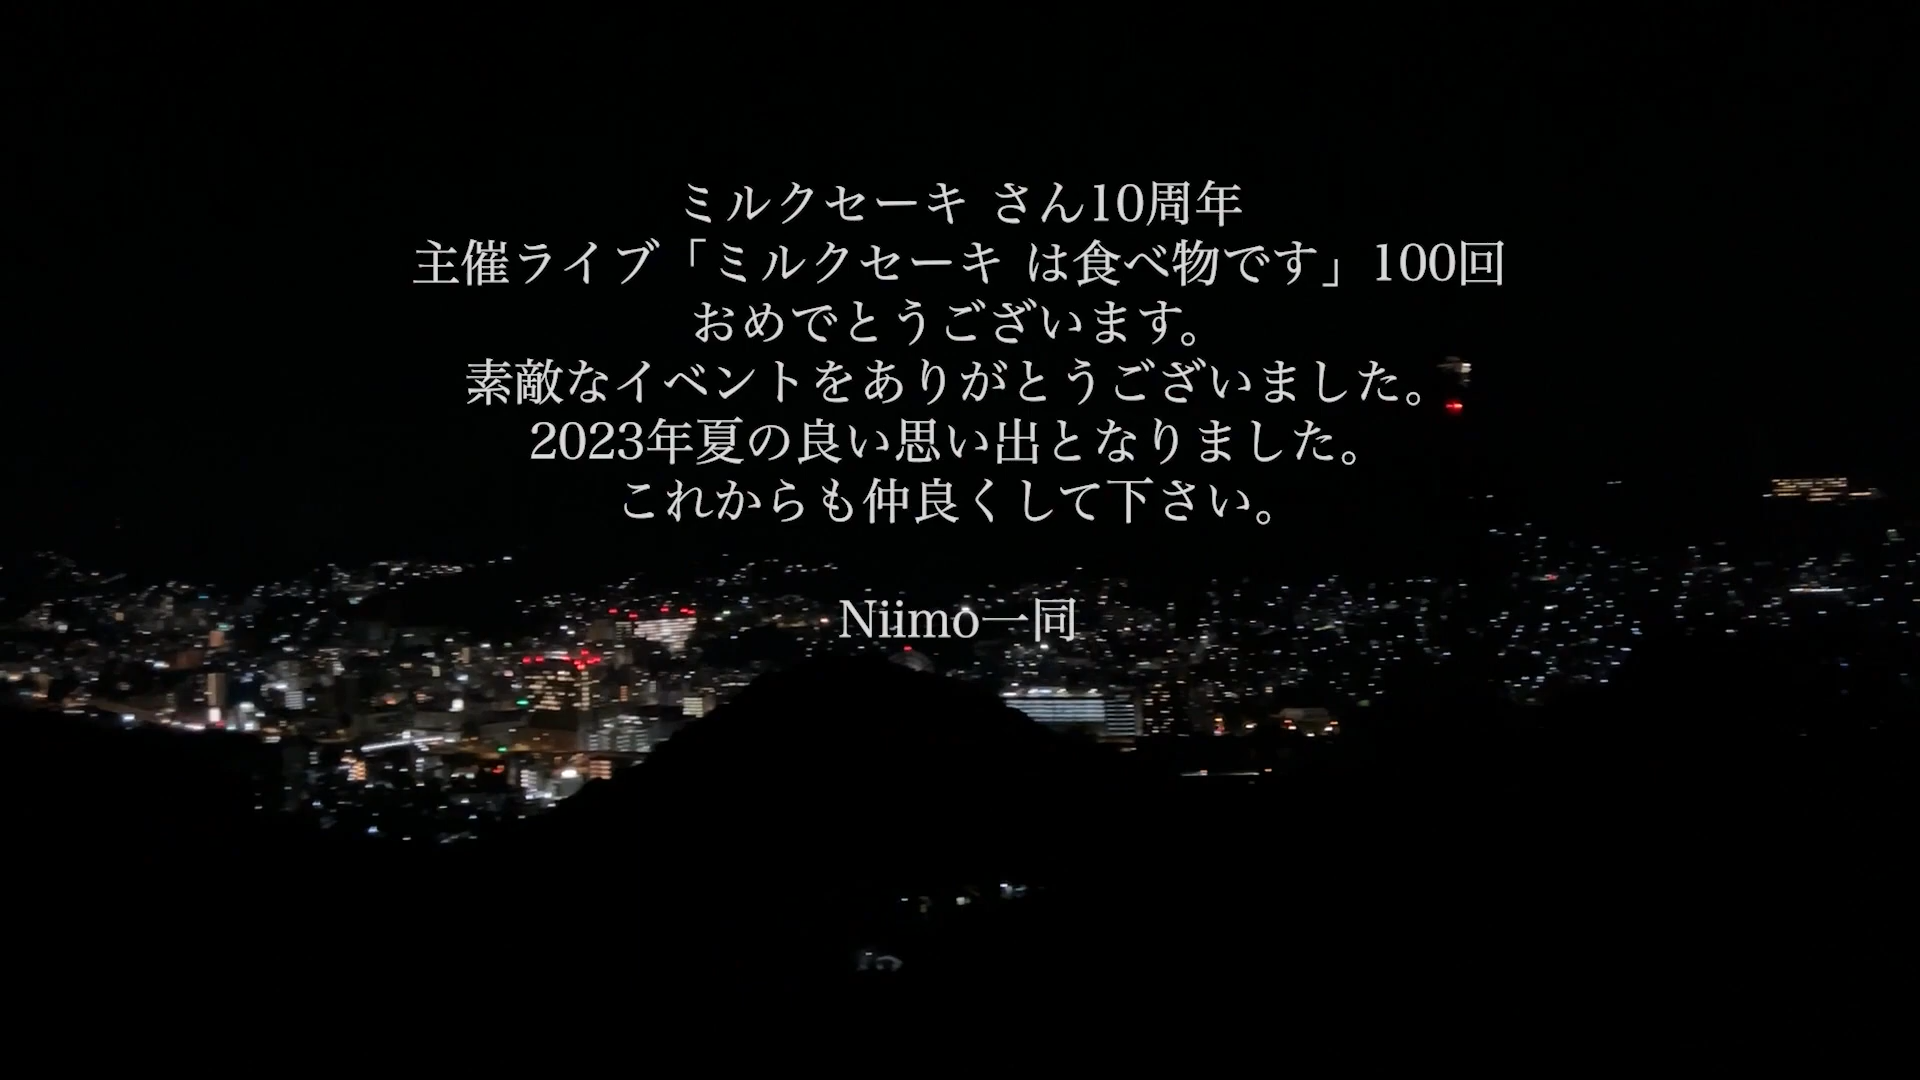 ミルクセーキ さん10周年
主催ライブ「ミルクセーキ は食べ物です」100回
おめでとうございます。
素敵なイベントをありがとうございました。
2023年夏の良い思い出となりました。
これからも仲良くして下さい。
Niimo一同